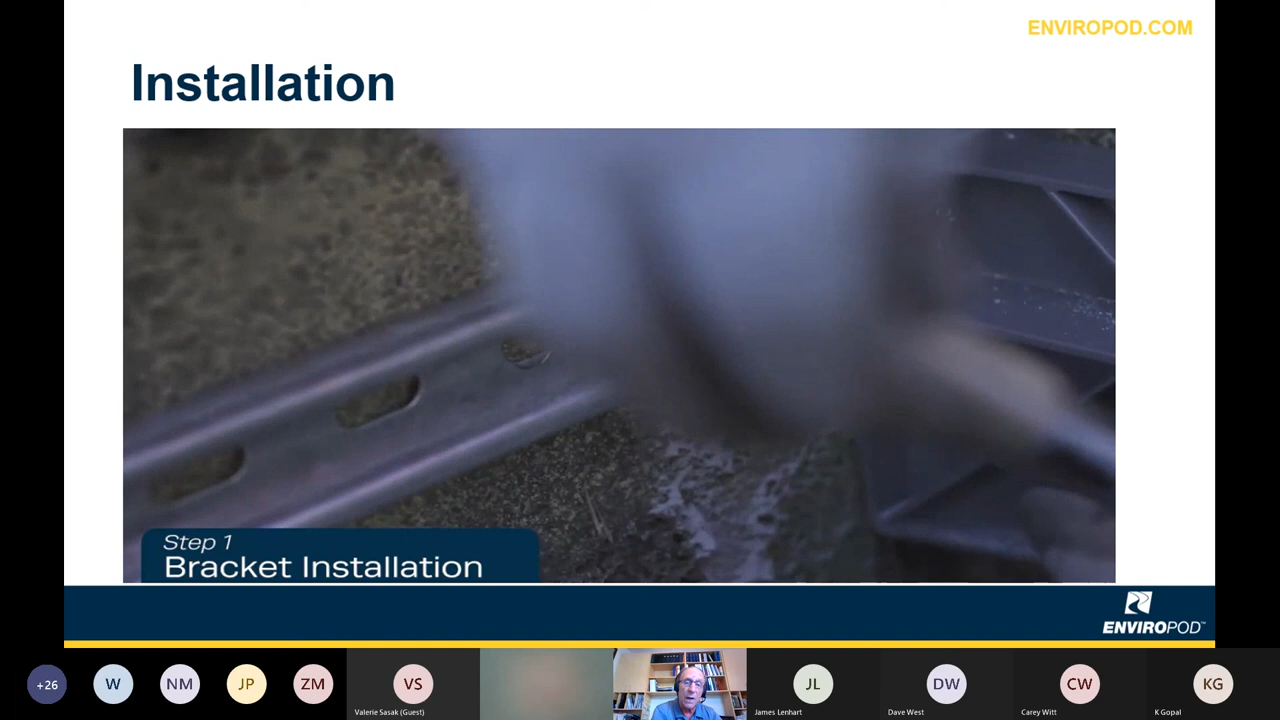 ENVIROPOD.COM
Installation
Step 1
Bracket Installation
ENVIROPOD™
+26
W
NM
JP
ZM
VS
Valerie Sasak (Guest)
JL
James Lenhart
DW
Dave West
CW
Carey Witt
KG
K Gopal